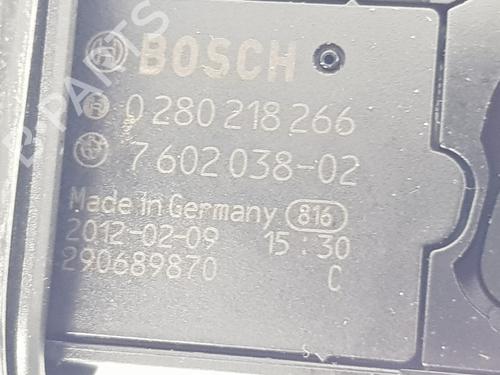 BOSCH
0 280 218 266
7 602 038-02
Made in Germany 816
2012-02-09 15:30
290689870 C
B-PARTS